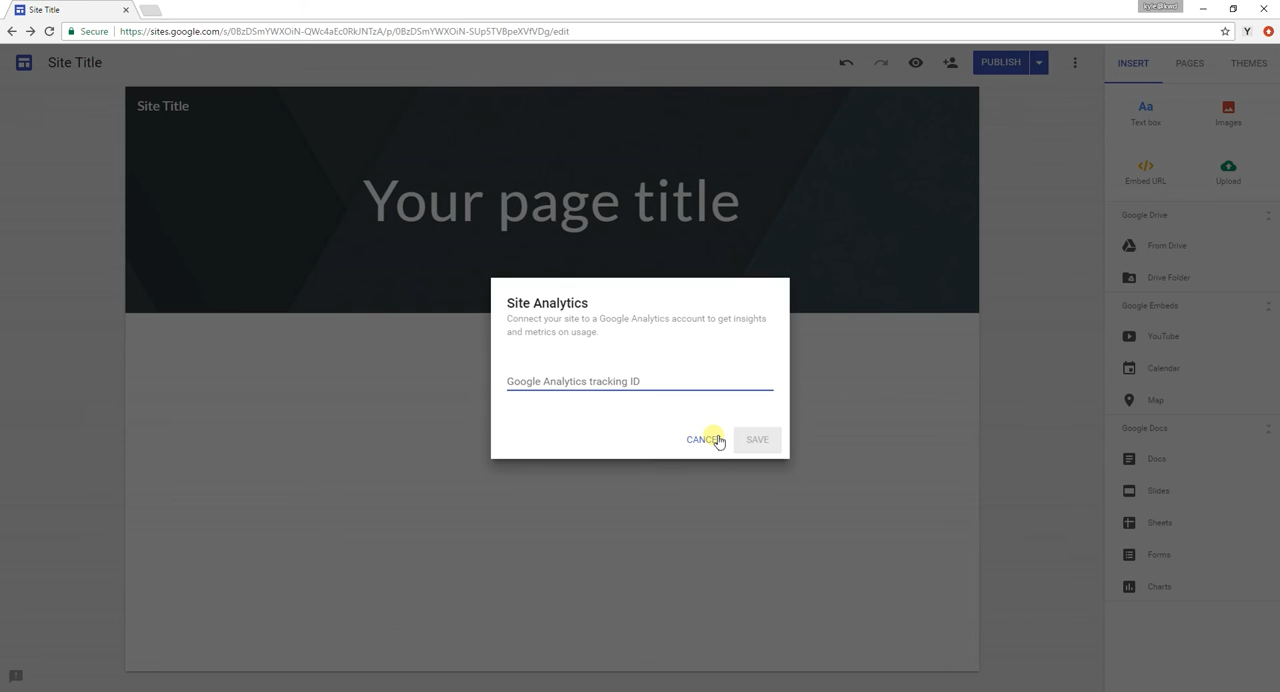 Site Title
kyle@kwd
Secure
https://sites.google.com/s/0BzDSmYWXOiN-QWc4aEc0RkJNTzA/p/0BzDSmYWXOiN-SUp5TVBpeXVfVDg/edit
Y
Site Title
PUBLISH
INSERT
PAGES
THEMES
Site Title
Your page title
Aa
Text box
Images
Embed URL
Upload
Google Drive
From Drive
Drive Folder
Google Embeds
YouTube
Calendar
Map
Google Docs
Docs
Slides
Sheets
Forms
Charts
Site Analytics
Connect your site to a Google Analytics account to get insights
and metrics on usage.
Google Analytics tracking ID
CANCEL
SAVE